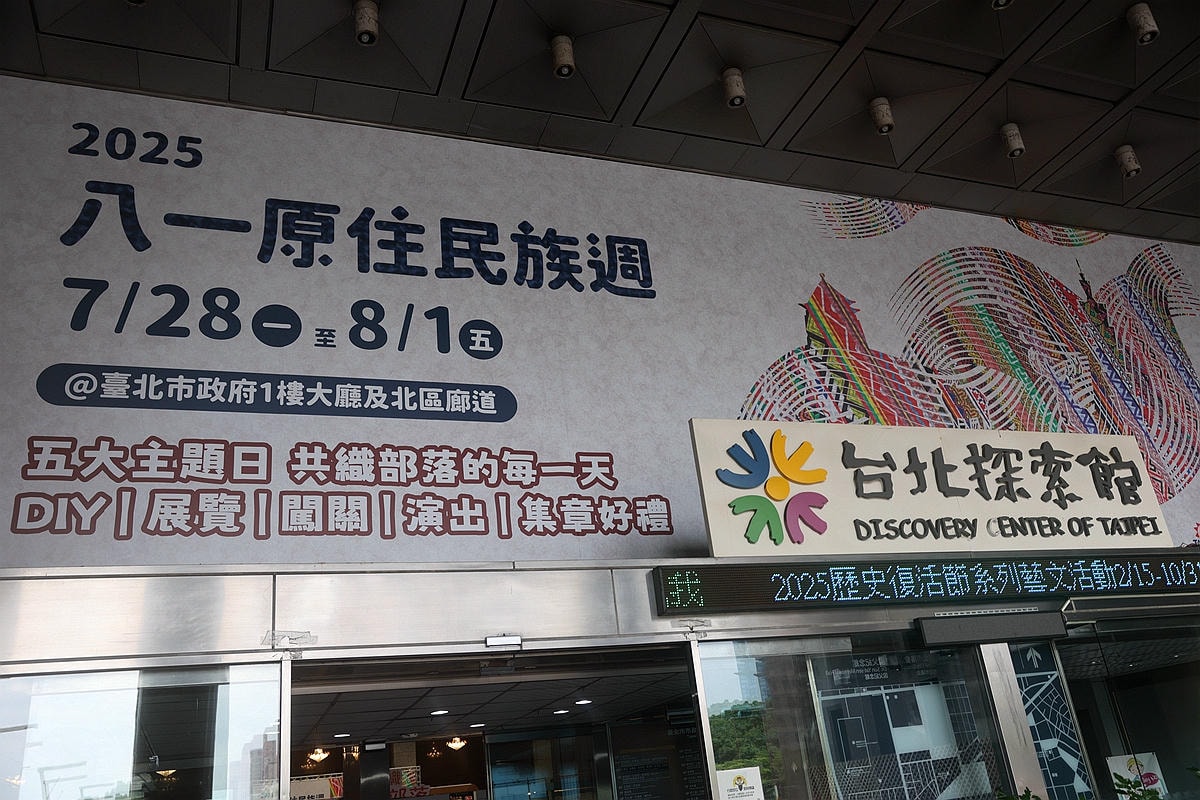 2025
八一原住民族週
7/28㊀至8/1㊄
@臺北市政府1樓大廳及北區廊道
五大主題日 共織部落的每一天
DIY|展覽|闖關|演出|集章好禮
台北探索館
DISCOVERY CENTER OF TAIPEI
我 2025歷史復活節系列藝文活動2/15-10/31